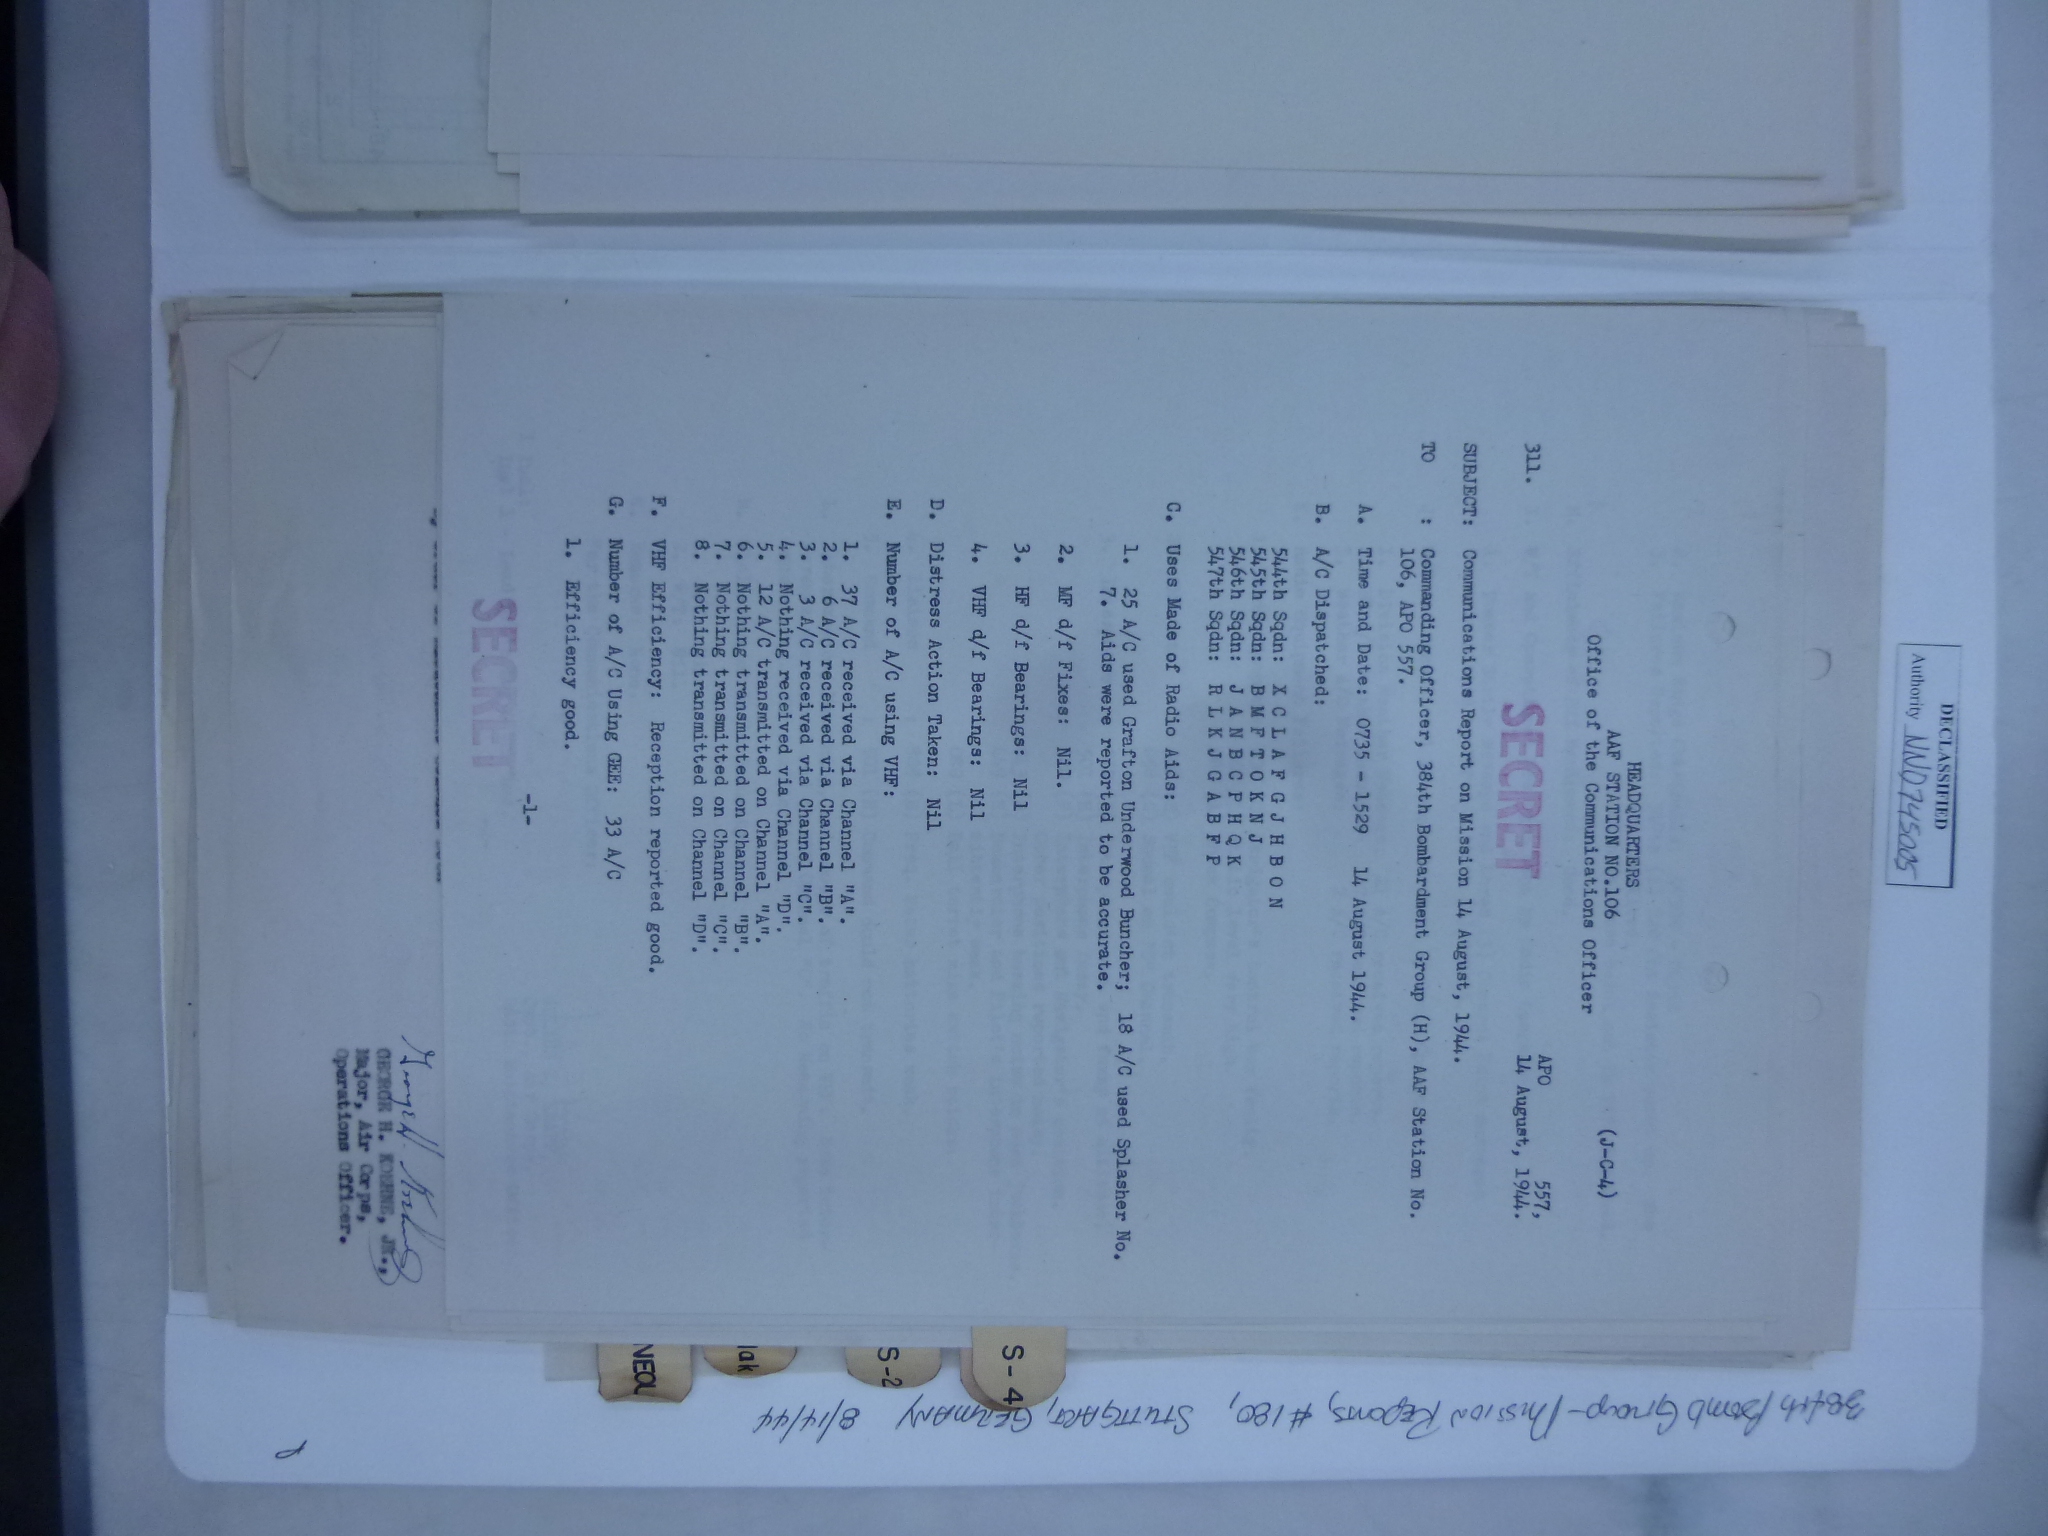 DECLASSIFIED
Authority NND 745005
HEADQUARTERS
AAF STATION NO.106
Office of the Communications Officer
(J-C-4)
SECRET
APO 557,
311. 14 August, 1944.
SUBJECT: Communications Report on Mission 14 August, 1944.
TO : Commanding Officer, 384th Bombardment Group (H), AAF Station No.
106, APO 557.
A. Time and Date: 0735 - 1529 14 August 1944.
B. A/C Dispatched:
544th Sqdn: X C L A F G J H B O N
545th Sqdn: B M F T O K N J
546th Sqdn: J A N B C P H Q K
547th Sqdn: R L K J G A B F P
C. Uses Made of Radio Aids:
1. 25 A/C used Grafton Underwood Buncher; 18 A/C used Splasher No.
7. Aids were reported to be accurate.
2. MF d/f Fixes: Nil.
3. HF d/f Bearings: Nil
4. VHF d/f Bearings: Nil
D. Distress Action Taken: Nil
E. Number of A/C using VHF:
1. 37 A/C received via Channel "A".
2. 6 A/C received via Channel "B".
3. 3 A/C received via Channel "C".
4. Nothing received via Channel "D".
5. 12 A/C transmitted on Channel "A".
6. Nothing transmitted on Channel "B".
7. Nothing transmitted on Channel "C".
8. Nothing transmitted on Channel "D".
F. VHF Efficiency: Reception reported good.
G. Number of A/C Using GEE: 33 A/C
1. Efficiency good.
-1-
SECRET
GEORGE H. KOEHNE, JR.,
Major, Air Corps,
Operations Officer.
S-4
S-2
lak
NEOL
384th Bomb Group - Mission Reports, #180, STUTTGART, GERMANY 8/14/44